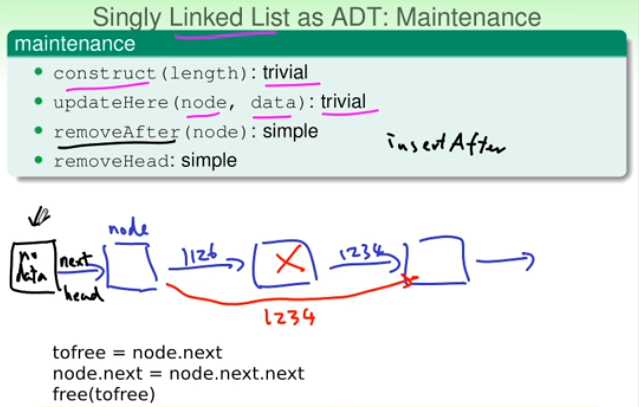 Singly Linked List as ADT: Maintenance
maintenance
• construct(length): trivial
• updateHere(node, data): trivial
• removeAfter(node): simple
insertAfter
• removeHead: simple
node
no data
next
head
1126
1234
1234
tofree = node.next
node.next = node.next.next
free(tofree)